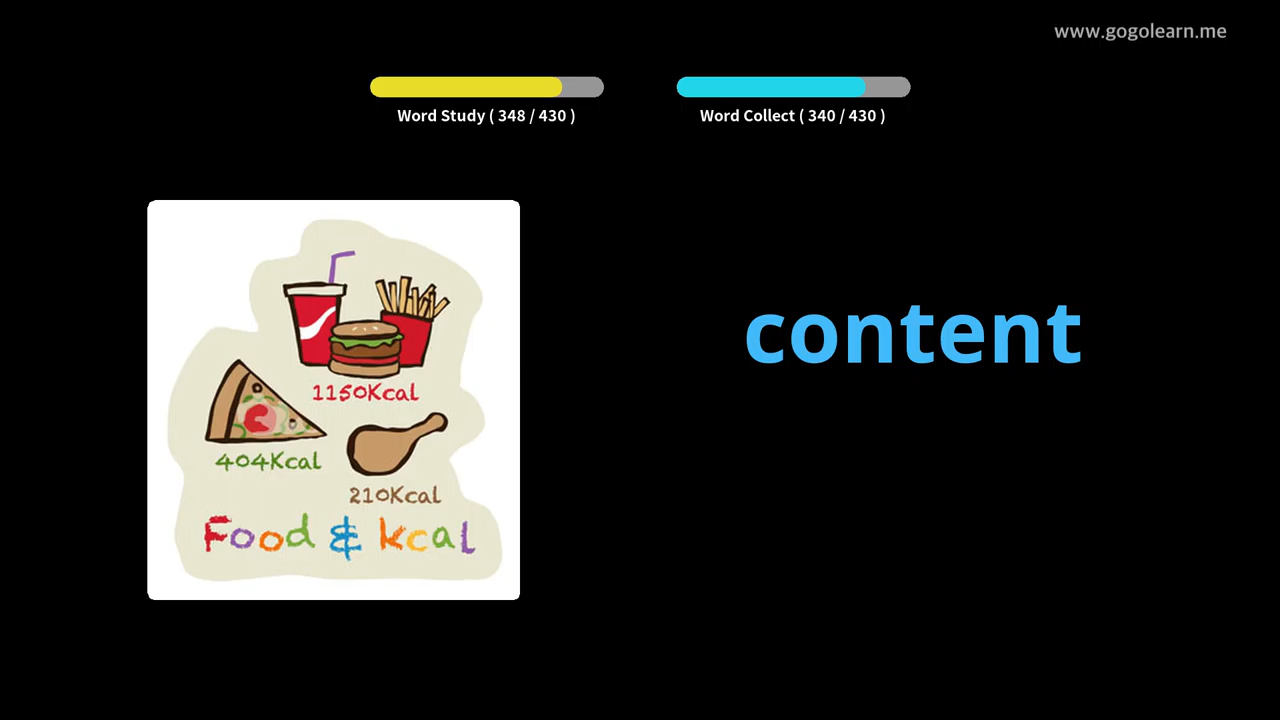 www.gogolearn.me
Word Study ( 348 / 430 )
Word Collect ( 340 / 430 )
1150Kcal
404Kcal
210Kcal
Food & kcal
content